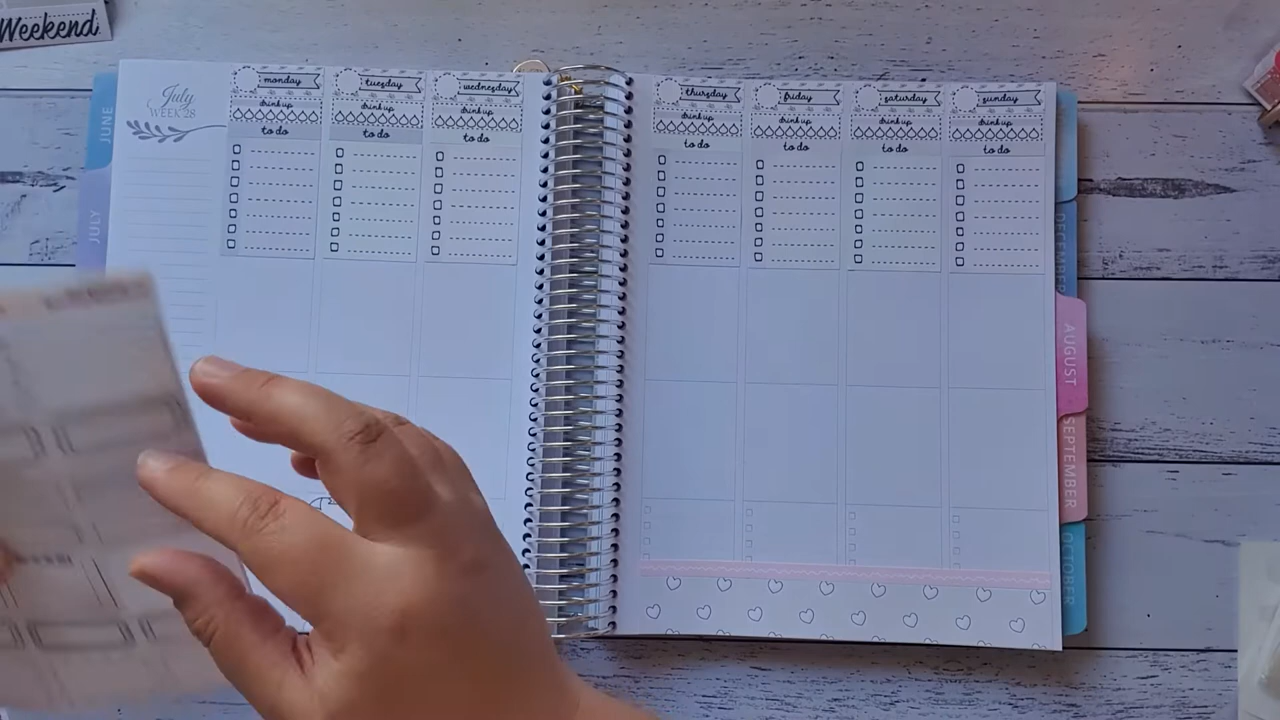 Weekend.
JUNE
JULY
July
WEEK 28
monday
tuesday
wednesday
thursday
friday
saturday
sunday
drink up
drink up
drink up
drink up
drink up
drink up
drink up
to do
to do
to do
to do
to do
to do
to do
DECEMBER
AUGUST
SEPTEMBER
OCTOBER